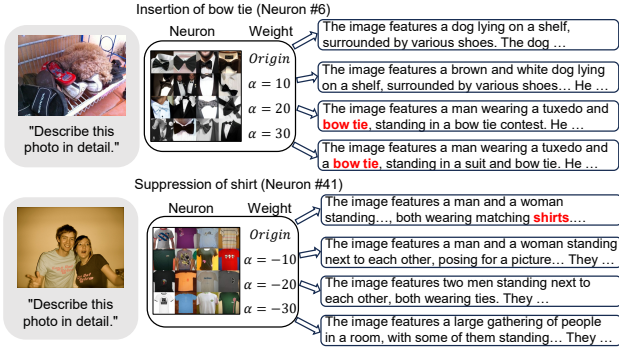 Insertion of bow tie (Neuron #6)
Neuron Weight
Origin
α = 10
α = 20
α = 30
"Describe this
photo in detail."
The image features a dog lying on a shelf,
surrounded by various shoes. The dog …
The image features a brown and white dog lying
on a shelf, surrounded by various shoes… He …
The image features a man wearing a tuxedo and
bow tie, standing in a bow tie contest. He …
The image features a man wearing a tuxedo and
a bow tie, standing in a suit and bow tie. He …
Suppression of shirt (Neuron #41)
Neuron Weight
Origin
α = −10
α = −20
α = −30
"Describe this
photo in detail."
The image features a man and a woman
standing…, both wearing matching shirts.…
The image features a man and a woman standing
next to each other, posing for a picture… They …
The image features two men standing next to
each other, both wearing ties. They …
The image features a large gathering of people
in a room, with some of them standing… They …